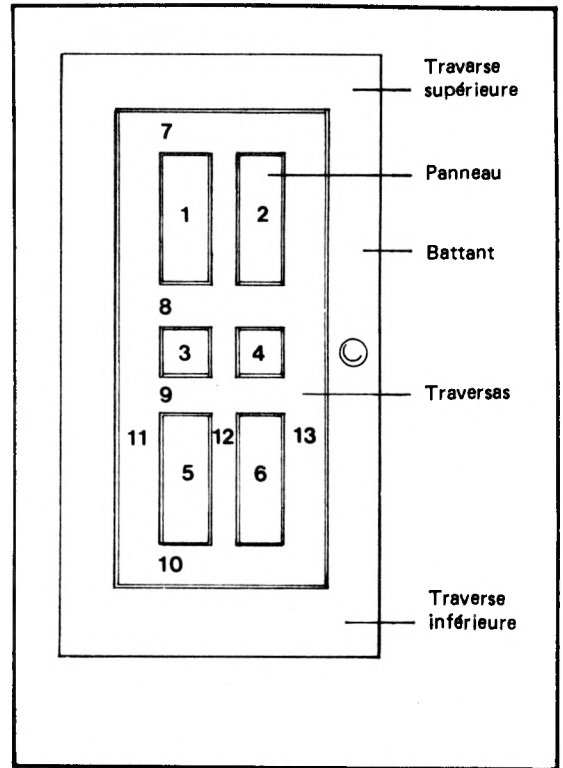 Travarse
supérieure
7
Panneau
1 2
Battant
8
3 4
9
Traversas
11 12 13
5 6
10
Traverse
inférieure